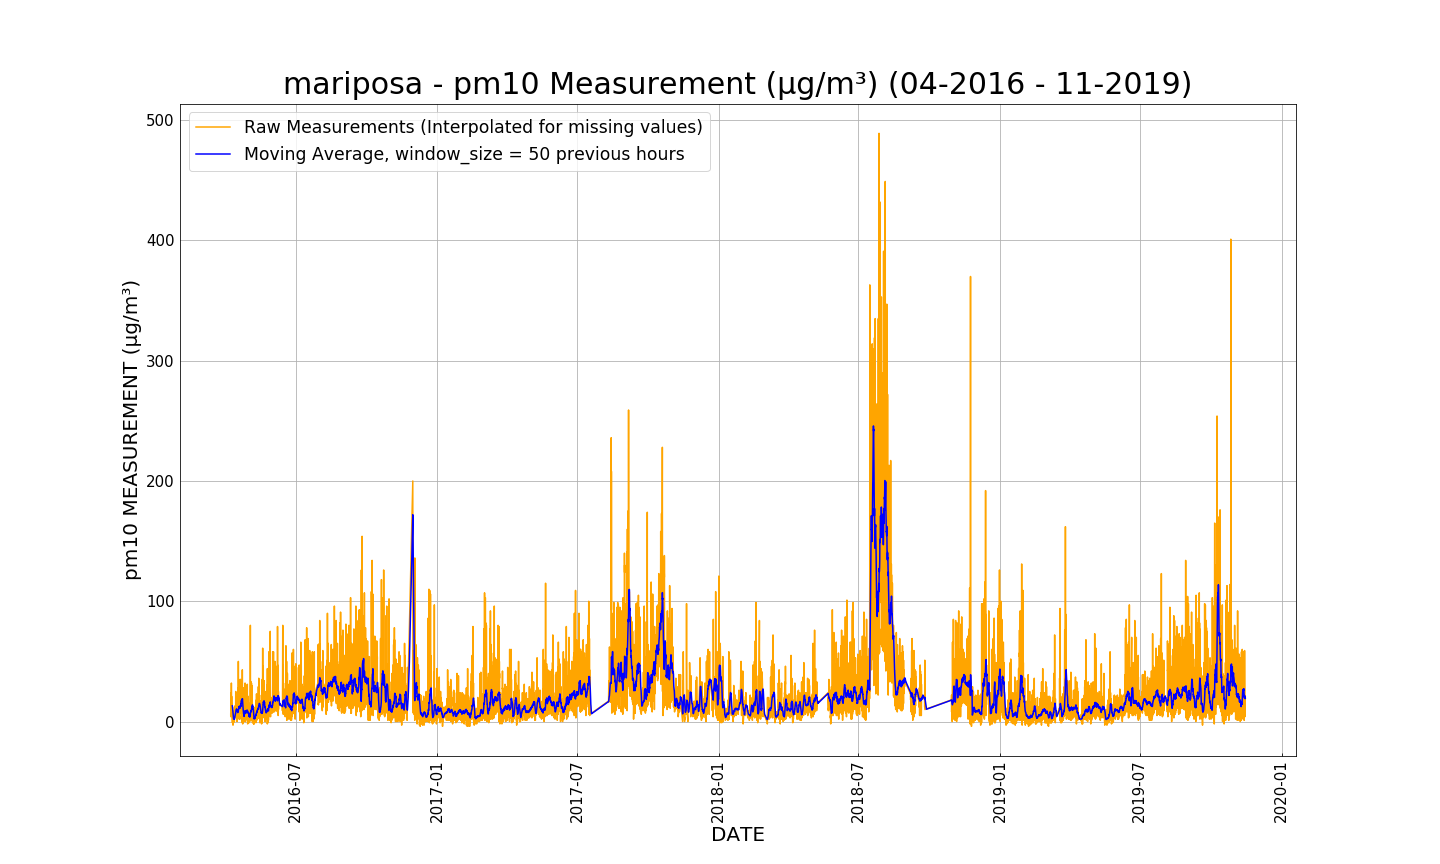 mariposa - pm10 Measurement (μg/m³) (04-2016 - 11-2019)
Raw Measurements (Interpolated for missing values)
Moving Average, window_size = 50 previous hours
pm10 MEASUREMENT (μg/m³)
500
400
300
200
100
0
2016-07
2017-01
2017-07
2018-01
2018-07
2019-01
2019-07
2020-01
DATE